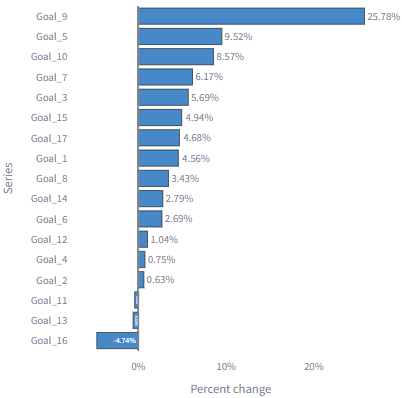 Goal_9 25.78%
Goal_5 9.52%
Goal_10 8.57%
Goal_7 6.17%
Goal_3 5.69%
Goal_15 4.94%
Goal_17 4.68%
Goal_1 4.56%
Goal_8 3.43%
Goal_14 2.79%
Goal_6 2.69%
Goal_12 1.04%
Goal_4 0.75%
Goal_2 0.63%
Goal_11
Goal_13
Goal_16 -4.74%
Series
0% 10% 20%
Percent change